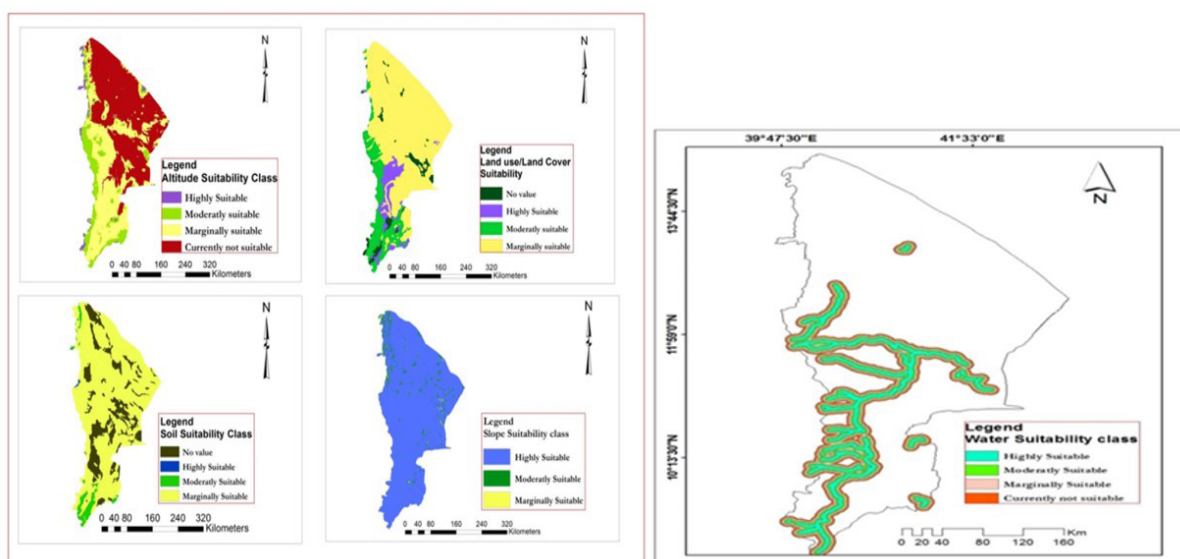 N
Legend
Altitude Suitability Class
Highly Suitable
Moderatly suitable
Marginally suitable
Currently not suitable
0 40 80 160 240 320
Kilometers
N
Legend
Land use/Land Cover
Suitability
No value
Highly Suitable
Moderatly suitable
Marginally suitable
0 40 80 160 240 320
Kilometers
N
Legend
Soil Suitability Class
No value
Highly Suitable
Moderatly Suitable
Marginally Suitable
0 40 80 160 240 320
Kilometers
N
Legend
Slope Suitability class
Highly Suitable
Moderatly Suitable
Marginally Suitable
0 40 80 160 240 320
Kilometers
39°47'30"E 41°33'0"E
N
13°44'30"N
11°59'0"N
10°13'30"N
Legend
Water Suitability class
Highly Suitable
Moderatly Suitable
Marginally Suitable
Currently not suitable
Km
0 20 40 80 120 160